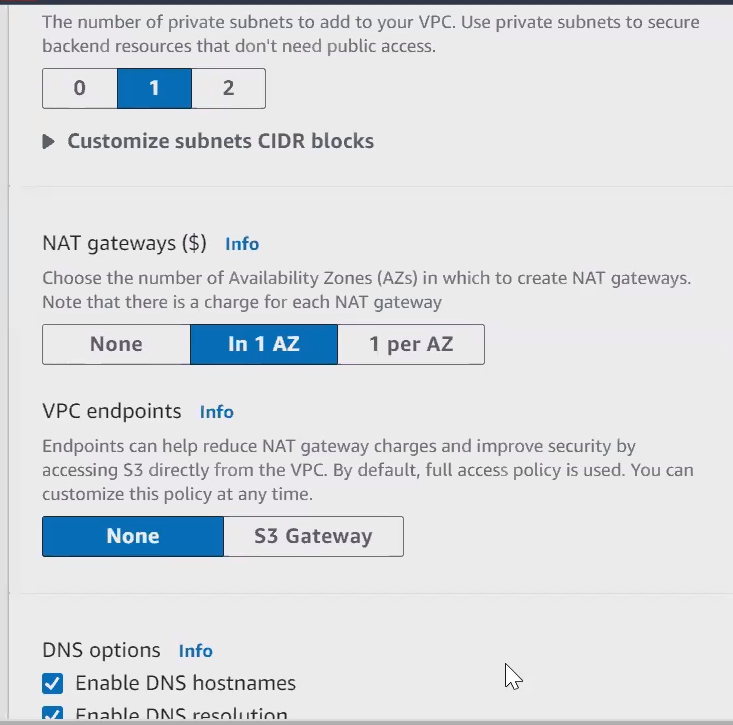 The number of private subnets to add to your VPC. Use private subnets to secure
backend resources that don't need public access.
0 1 2
Customize subnets CIDR blocks
NAT gateways ($) Info
Choose the number of Availability Zones (AZs) in which to create NAT gateways.
Note that there is a charge for each NAT gateway
None In 1 AZ 1 per AZ
VPC endpoints Info
Endpoints can help reduce NAT gateway charges and improve security by
accessing S3 directly from the VPC. By default, full access policy is used. You can
customize this policy at any time.
None S3 Gateway
DNS options Info
Enable DNS hostnames
Enable DNS resolution